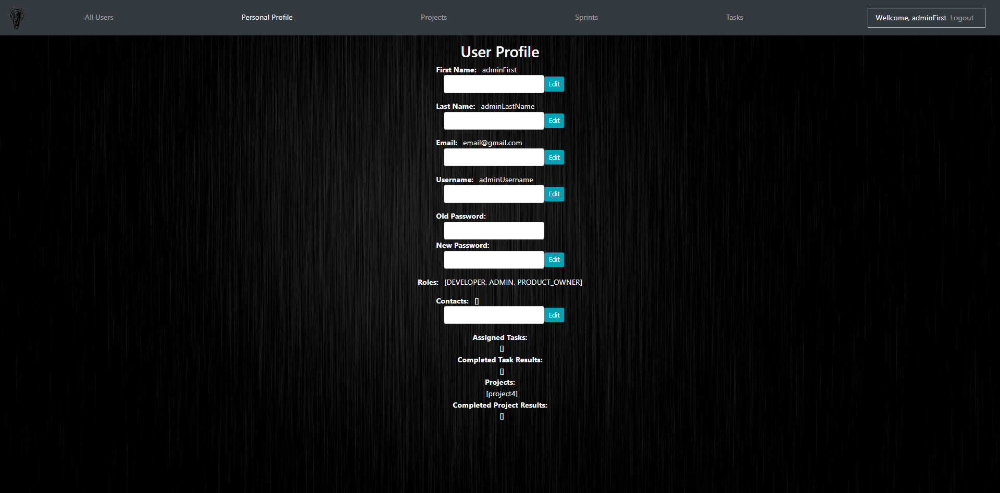 All Users
Personal Profile
Projects
Sprints
Tasks
Wellcome, adminFirst Logout
User Profile
First Name: adminFirst
Edit
Last Name: adminLastName
Edit
Email: email@gmail.com
Edit
Username: adminUsername
Edit
Old Password:
New Password:
Edit
Roles: [DEVELOPER, ADMIN, PRODUCT_OWNER]
Contacts: []
Edit
Assigned Tasks:
[]
Completed Task Results:
[]
Projects:
[project4]
Completed Project Results:
[]